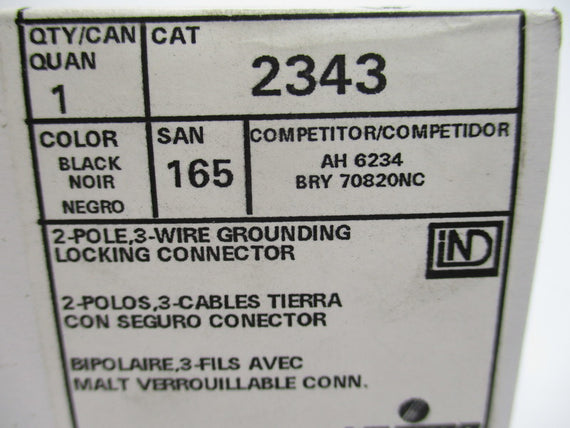 QTY/CAN
QUAN
1
CAT
2343
COLOR
BLACK
NOIR
NEGRO
SAN
165
COMPETITOR/COMPETIDOR
AH 6234
BRY 70820NC
2-POLE,3-WIRE GROUNDING
LOCKING CONNECTOR
IND
2-POLOS,3-CABLES TIERRA
CON SEGURO CONECTOR
BIPOLAIRE,3-FILS AVEC
MALT VERROUILLABLE CONN.